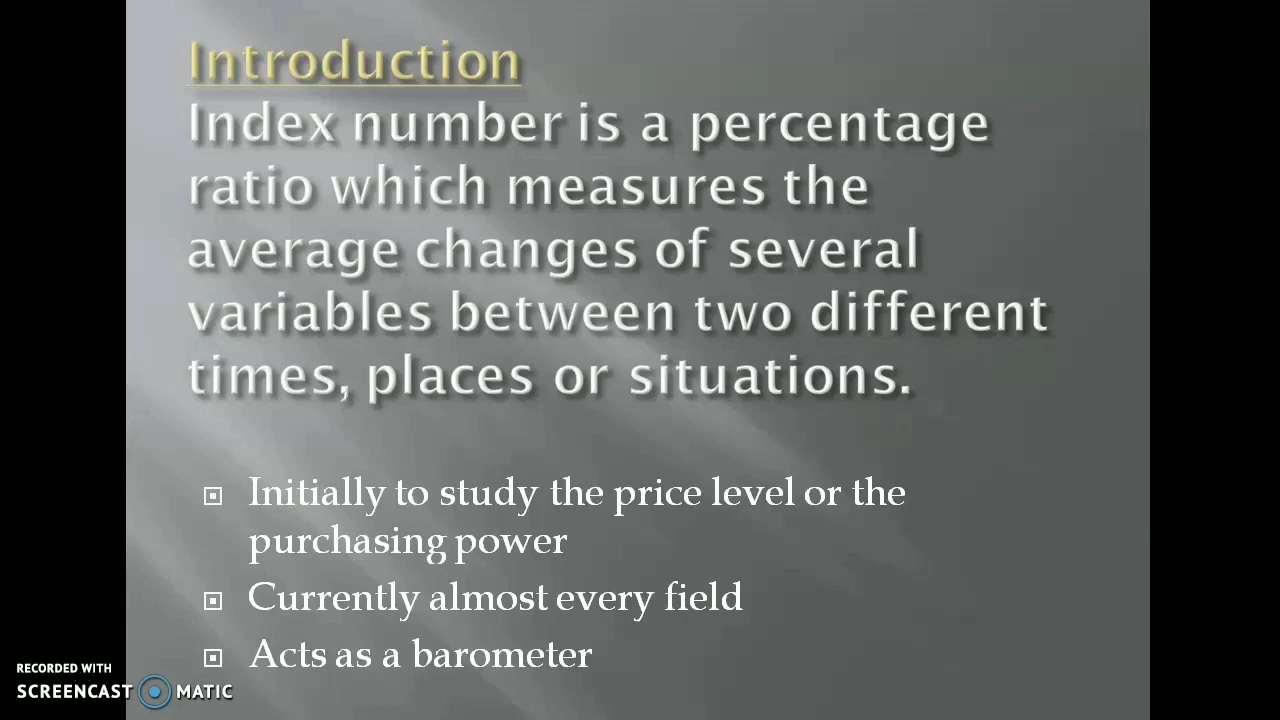 Introduction
Index number is a percentage
ratio which measures the
average changes of several
variables between two different
times, places or situations.
Initially to study the price level or the
purchasing power
Currently almost every field
Acts as a barometer
RECORDED WITH
SCREENCAST MATIC